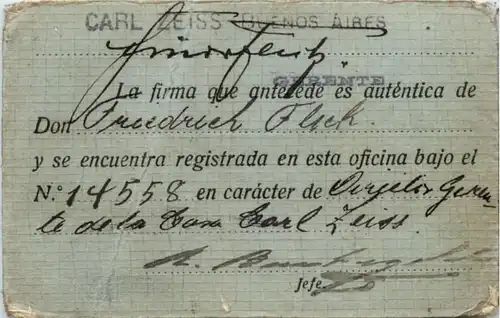 CARL ZEISS BUENOS AIRES
GERENTE
La firma que antecede es auténtica de
Don Friedrich
y se encuentra registrada en esta oficina bajo el
N.º 14558 en carácter de Geren-
te de la Casa Carl Zeiss.
Jefe